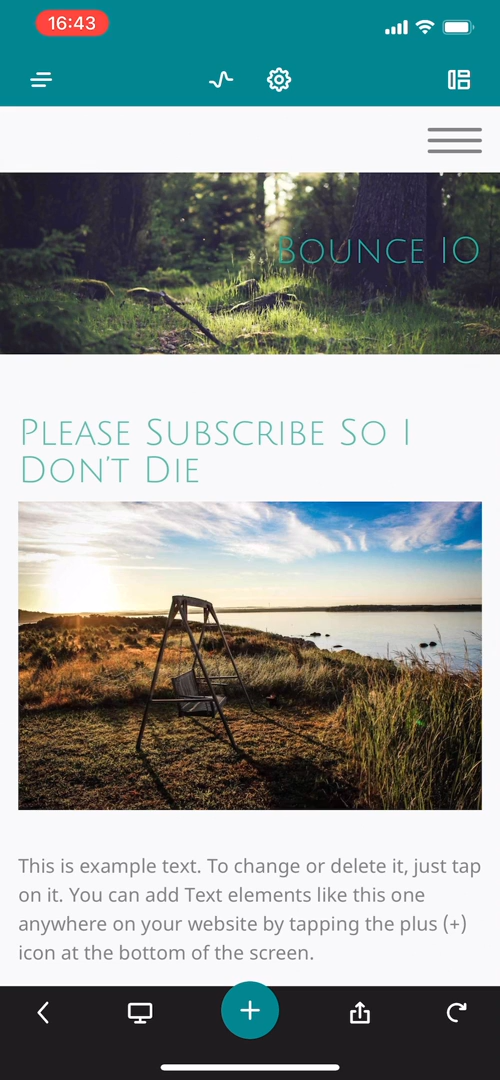 16:43
Bounce IO
Please Subscribe So I
Don't Die
This is example text. To change or delete it, just tap
on it. You can add Text elements like this one
anywhere on your website by tapping the plus (+)
icon at the bottom of the screen.